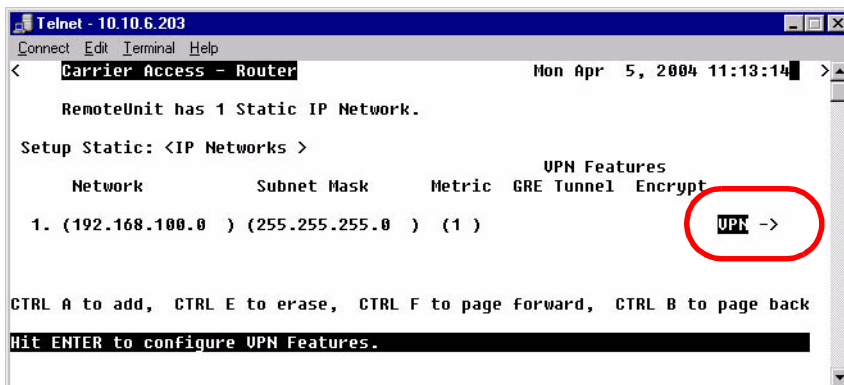 Telnet - 10.10.6.203
Connect Edit Terminal Help
< Carrier Access - Router Mon Apr 5, 2004 11:13:14 >
RemoteUnit has 1 Static IP Network.
Setup Static: <IP Networks >
VPN Features
Network Subnet Mask Metric GRE Tunnel Encrypt
1. (192.168.100.0 ) (255.255.255.0 ) (1 ) VPN ->
CTRL A to add, CTRL E to erase, CTRL F to page forward, CTRL B to page back
Hit ENTER to configure VPN Features.